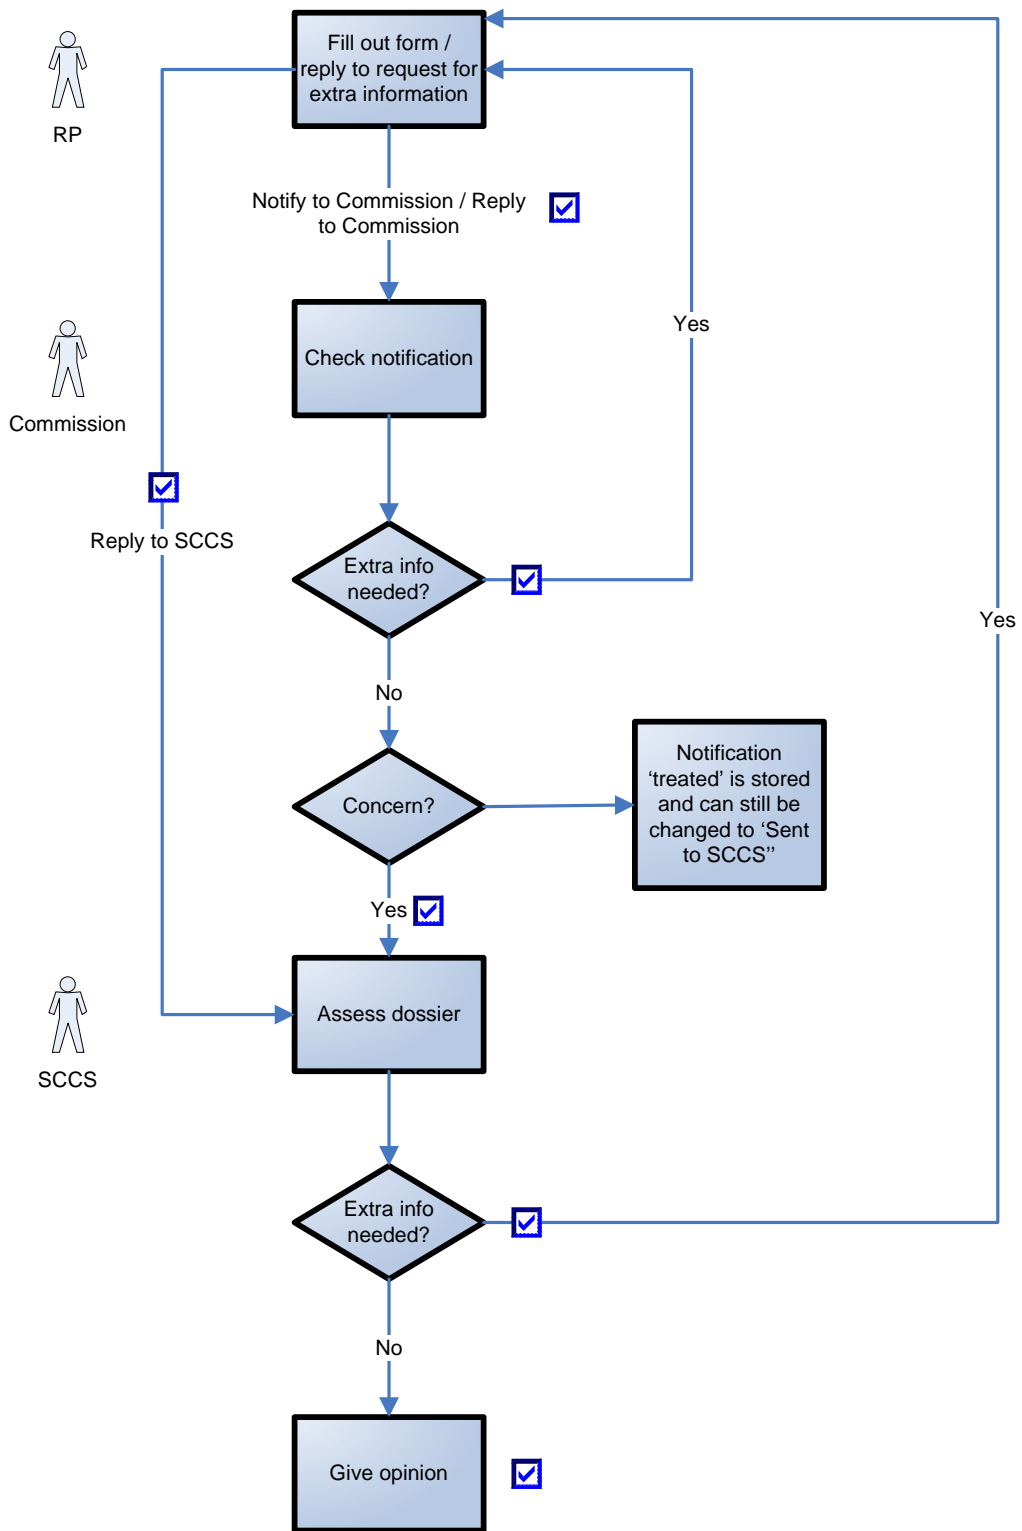 Fill out form /
reply to request for
extra information
RP
Notify to Commission / Reply
to Commission
Yes
Check notification
Commission
Reply to SCCS
Extra info
needed?
Yes
No
Notification
‘treated’ is stored
and can still be
changed to ‘Sent
to SCCS’’
Concern?
Yes
Assess dossier
SCCS
Extra info
needed?
No
Give opinion